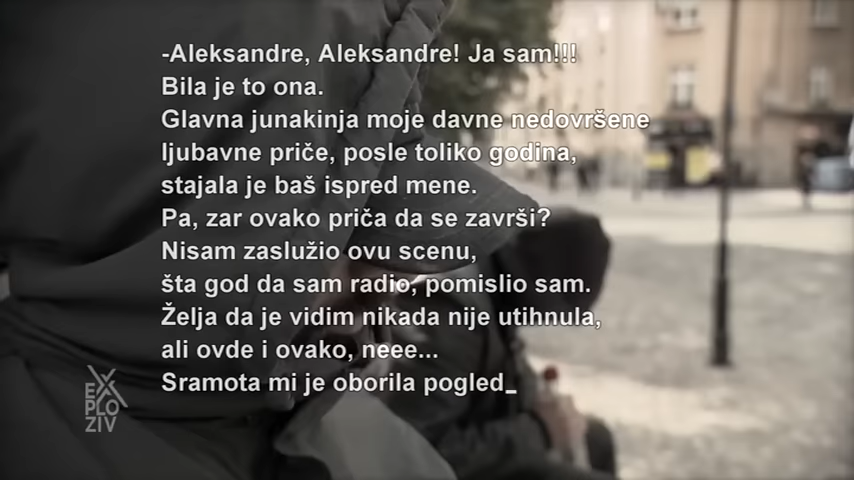 -Aleksandre, Aleksandre! Ja sam!!!
Bila je to ona.
Glavna junakinja moje davne nedovršene
ljubavne priče, posle toliko godina,
stajala je baš ispred mene.
Pa, zar ovako priča da se završi?
Nisam zaslužio ovu scenu,
šta god da sam radio, pomislio sam.
Želja da je vidim nikada nije utihnula,
ali ovde i ovako, neee...
Sramota mi je oborila pogled_
EX
PLO
ZIV